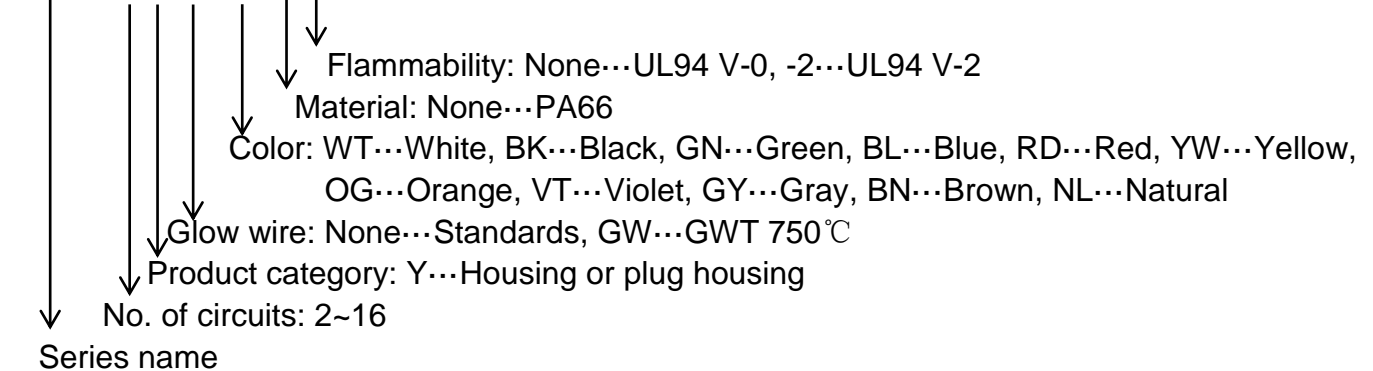 Flammability: None···UL94 V-0, -2···UL94 V-2
Material: None···PA66
Color: WT···White, BK···Black, GN···Green, BL···Blue, RD···Red, YW···Yellow,
OG···Orange, VT···Violet, GY···Gray, BN···Brown, NL···Natural
Glow wire: None···Standards, GW···GWT 750℃
Product category: Y···Housing or plug housing
No. of circuits: 2~16
Series name